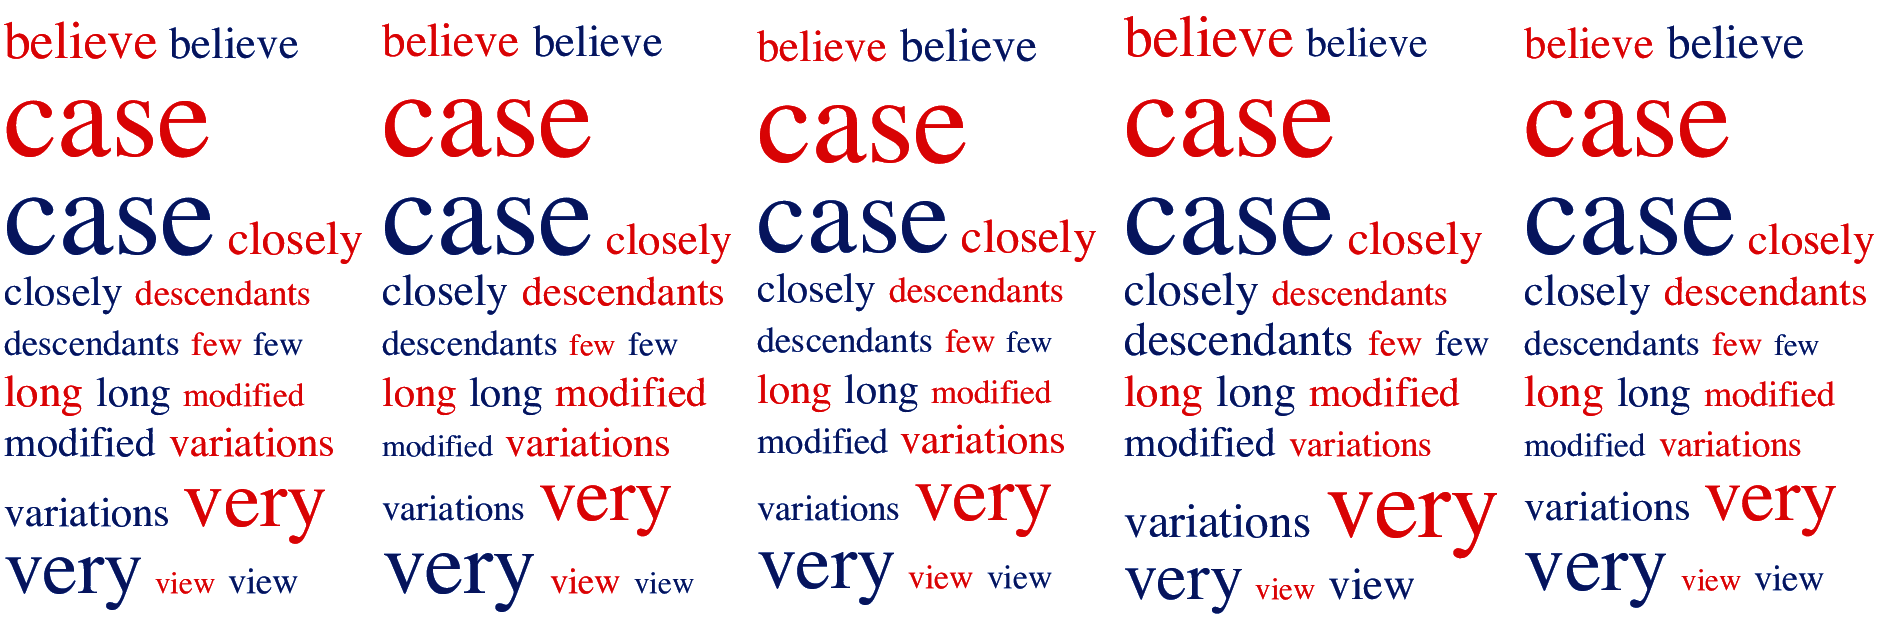 believe believe believe believe believe believe believe believe believe believe
case case case case case
case closely case closely case closely case closely case closely
closely descendants closely descendants closely descendants closely descendants closely descendants
descendants few few descendants few few descendants few few descendants few few descendants few few
long long modified long long modified long long modified long long modified long long modified
modified variations modified variations modified variations modified variations modified variations
variations very variations very variations very variations very variations very
very view view very view view very view view very view view very view view